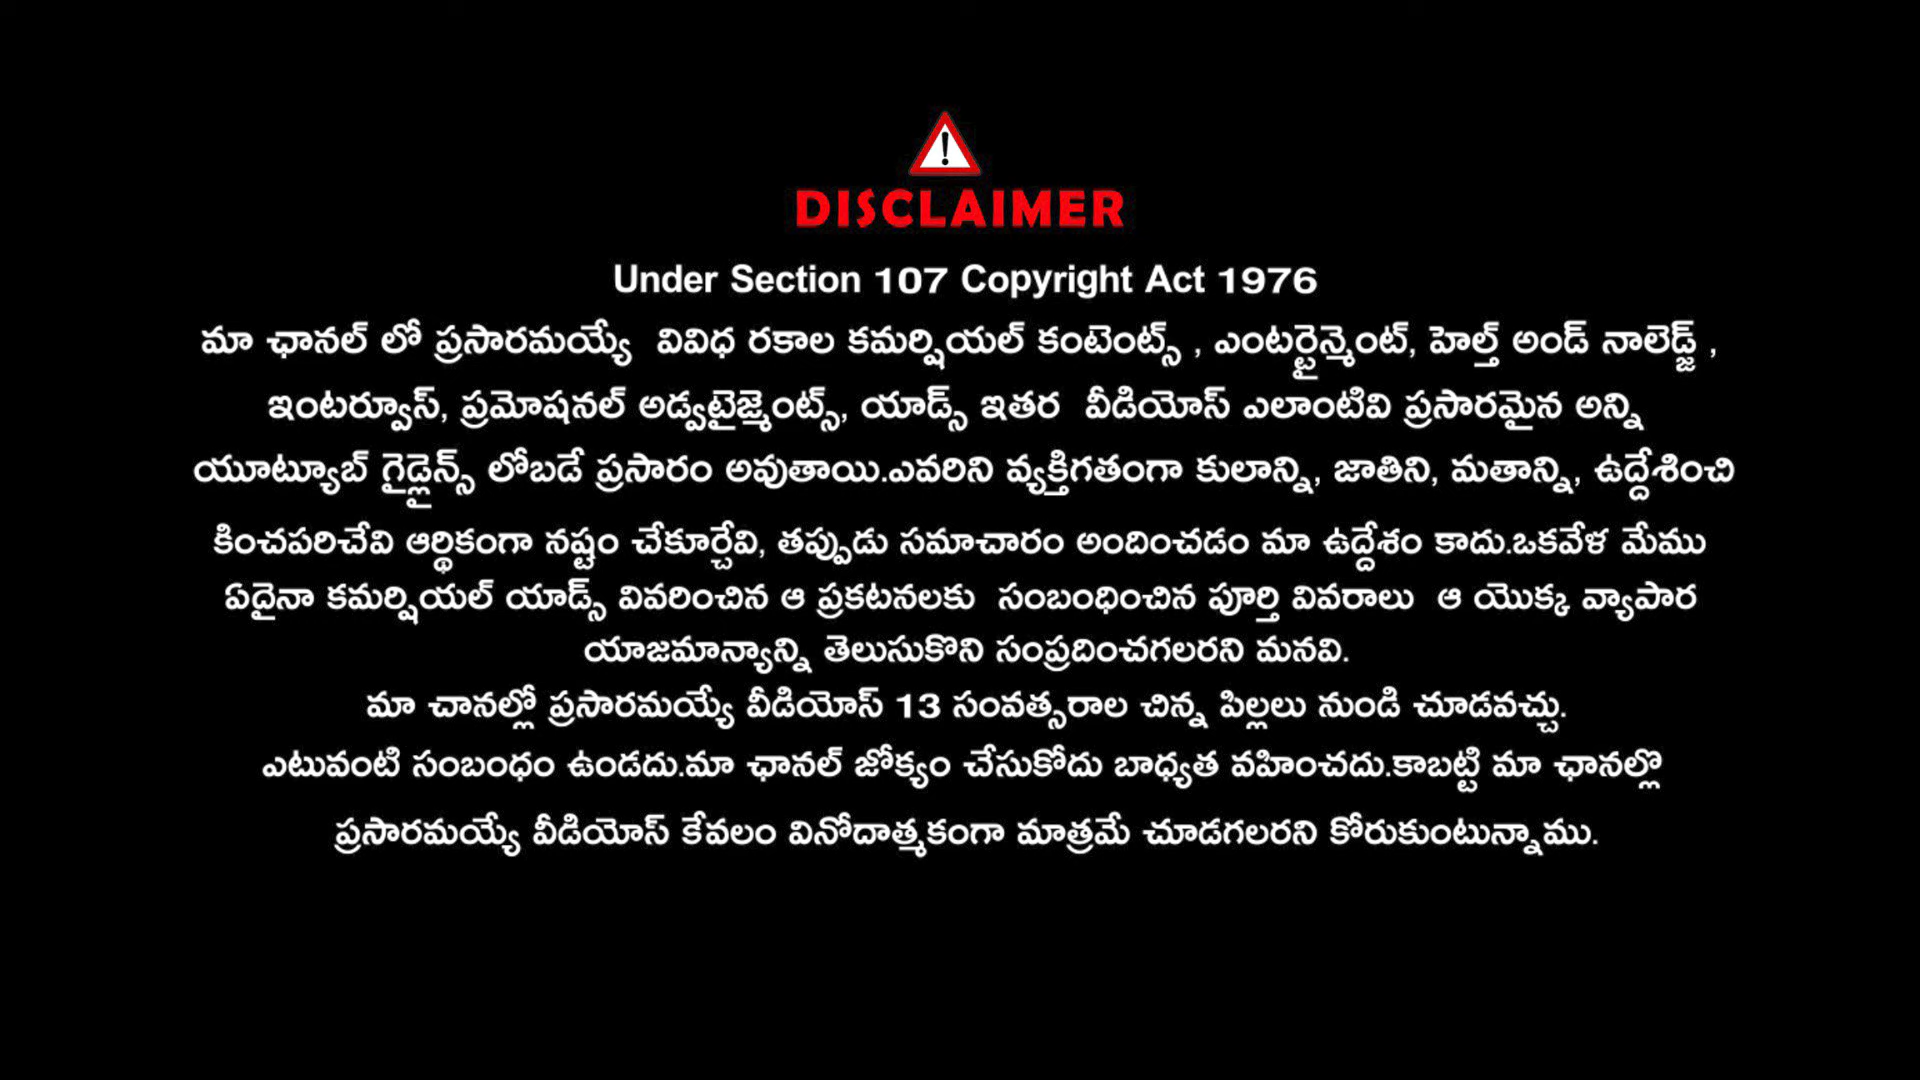 DISCLAIMER
Under Section 107 Copyright Act 1976
మా ఛానల్ లో ప్రసారమయ్యే వివిధ రకాల కమర్షియల్ కంటెంట్స్ , ఎంటర్టైన్మెంట్, హెల్త్ అండ్ నాలెడ్జ్ ,
ఇంటర్వూస్, ప్రమోషనల్ అడ్వటైజ్మెంట్స్, యాడ్స్ ఇతర వీడియోస్ ఎలాంటివి ప్రసారమైన అన్ని
యూట్యూబ్ గైడ్లైన్స్ లోబడే ప్రసారం అవుతాయి.ఎవరిని వ్యక్తిగతంగా కులాన్ని, జాతిని, మతాన్ని, ఉద్దేశించి
కించపరిచేవి ఆర్థికంగా నష్టం చేకూర్చేవి, తప్పుడు సమాచారం అందించడం మా ఉద్దేశం కాదు.ఒకవేళ మేము
ఏదైనా కమర్షియల్ యాడ్స్ వివరించిన ఆ ప్రకటనలకు సంబంధించిన పూర్తి వివరాలు ఆ యొక్క వ్యాపార
యాజమాన్యాన్ని తెలుసుకొని సంప్రదించగలరని మనవి.
మా చానల్లో ప్రసారమయ్యే వీడియోస్ 13 సంవత్సరాల చిన్న పిల్లలు నుండి చూడవచ్చు.
ఎటువంటి సంబంధం ఉండదు.మా ఛానల్ జోక్యం చేసుకోదు బాధ్యత వహించదు.కాబట్టి మా ఛానల్లొ
ప్రసారమయ్యే వీడియోస్ కేవలం వినోదాత్మకంగా మాత్రమే చూడగలరని కోరుకుంటున్నాము.